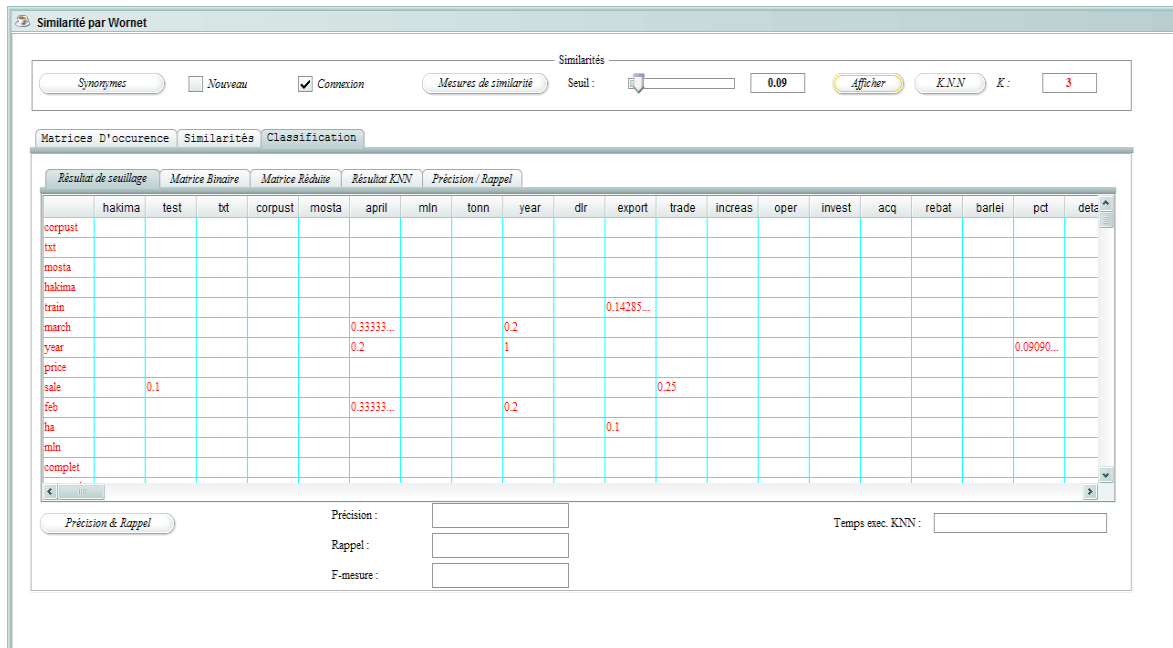 Similarité par Wornet
Similarités
Synonymes Nouveau Connexion Mesures de similarité Seuil : 0.09 Afficher K.N.N K : 3
Matrices D'occurence Similarités Classification
Résultat de seuillage Matrice Binaire Matrice Réduite Résultat KNN Précision / Rappel
hakima test txt corpust mosta april mln tonn year dlr export trade increas oper invest acq rebat barlei pct deta
corpust
txt
mosta
hakima
train 0.14285...
march 0.33333... 0.2
year 0.2 1 0.09090...
price
sale 0.1 0.25
feb 0.33333... 0.2
ha 0.1
mln
complet
Précision & Rappel Précision : Temps exec. KNN :
Rappel :
F-mesure :